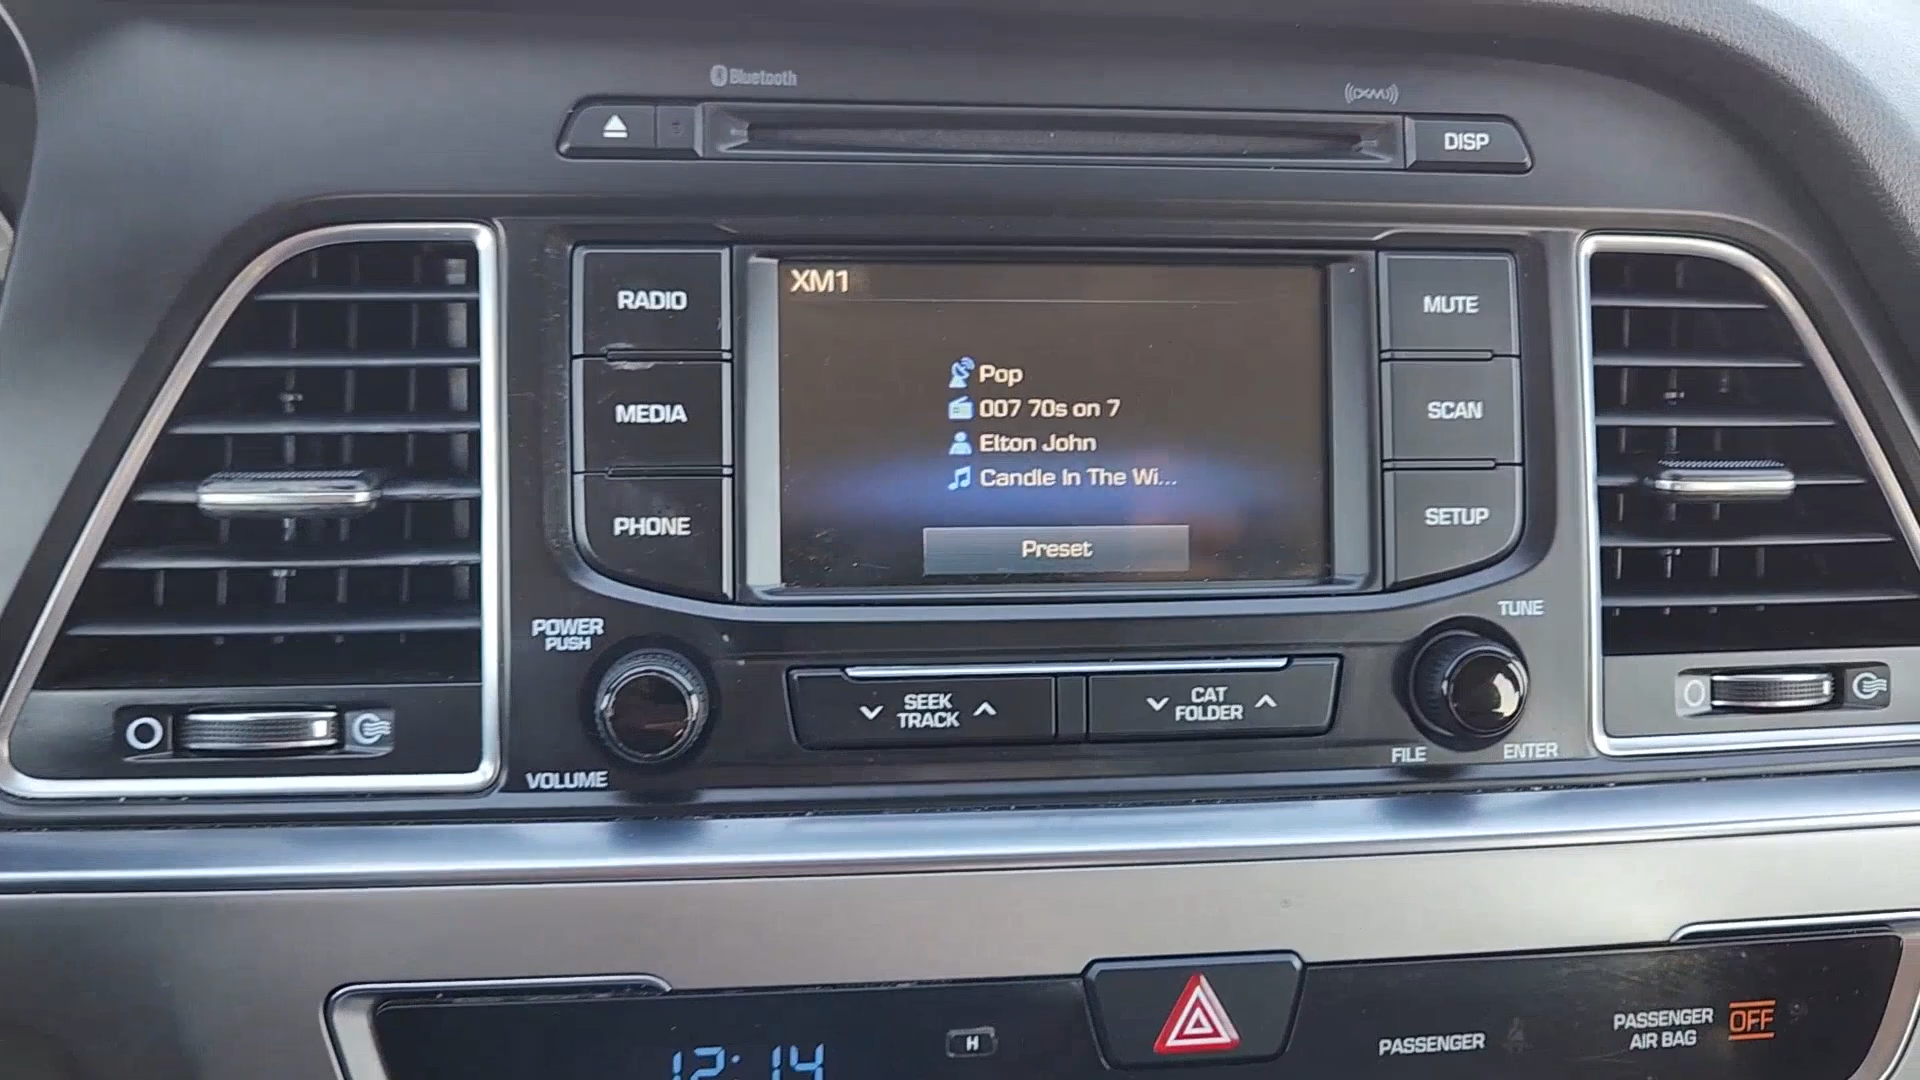 Bluetooth
((XM))
DISP
RADIO
MEDIA
PHONE
XM1
Pop
007 70s on 7
Elton John
Candle In The Wi...
Preset
MUTE
SCAN
SETUP
POWER
PUSH
VOLUME
SEEK
TRACK
CAT
FOLDER
TUNE
FILE
ENTER
12:14
H
PASSENGER
PASSENGER
AIR BAG
OFF